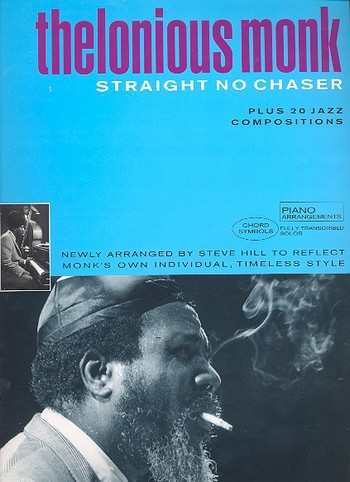 thelonious monk
STRAIGHT NO CHASER
PLUS 20 JAZZ
COMPOSITIONS
PIANO
ARRANGEMENTS
CHORD
SYMBOLS
FULLY TRANSCRIBED
SOLOS
NEWLY ARRANGED BY STEVE HILL TO REFLECT
MONK'S OWN INDIVIDUAL, TIMELESS STYLE